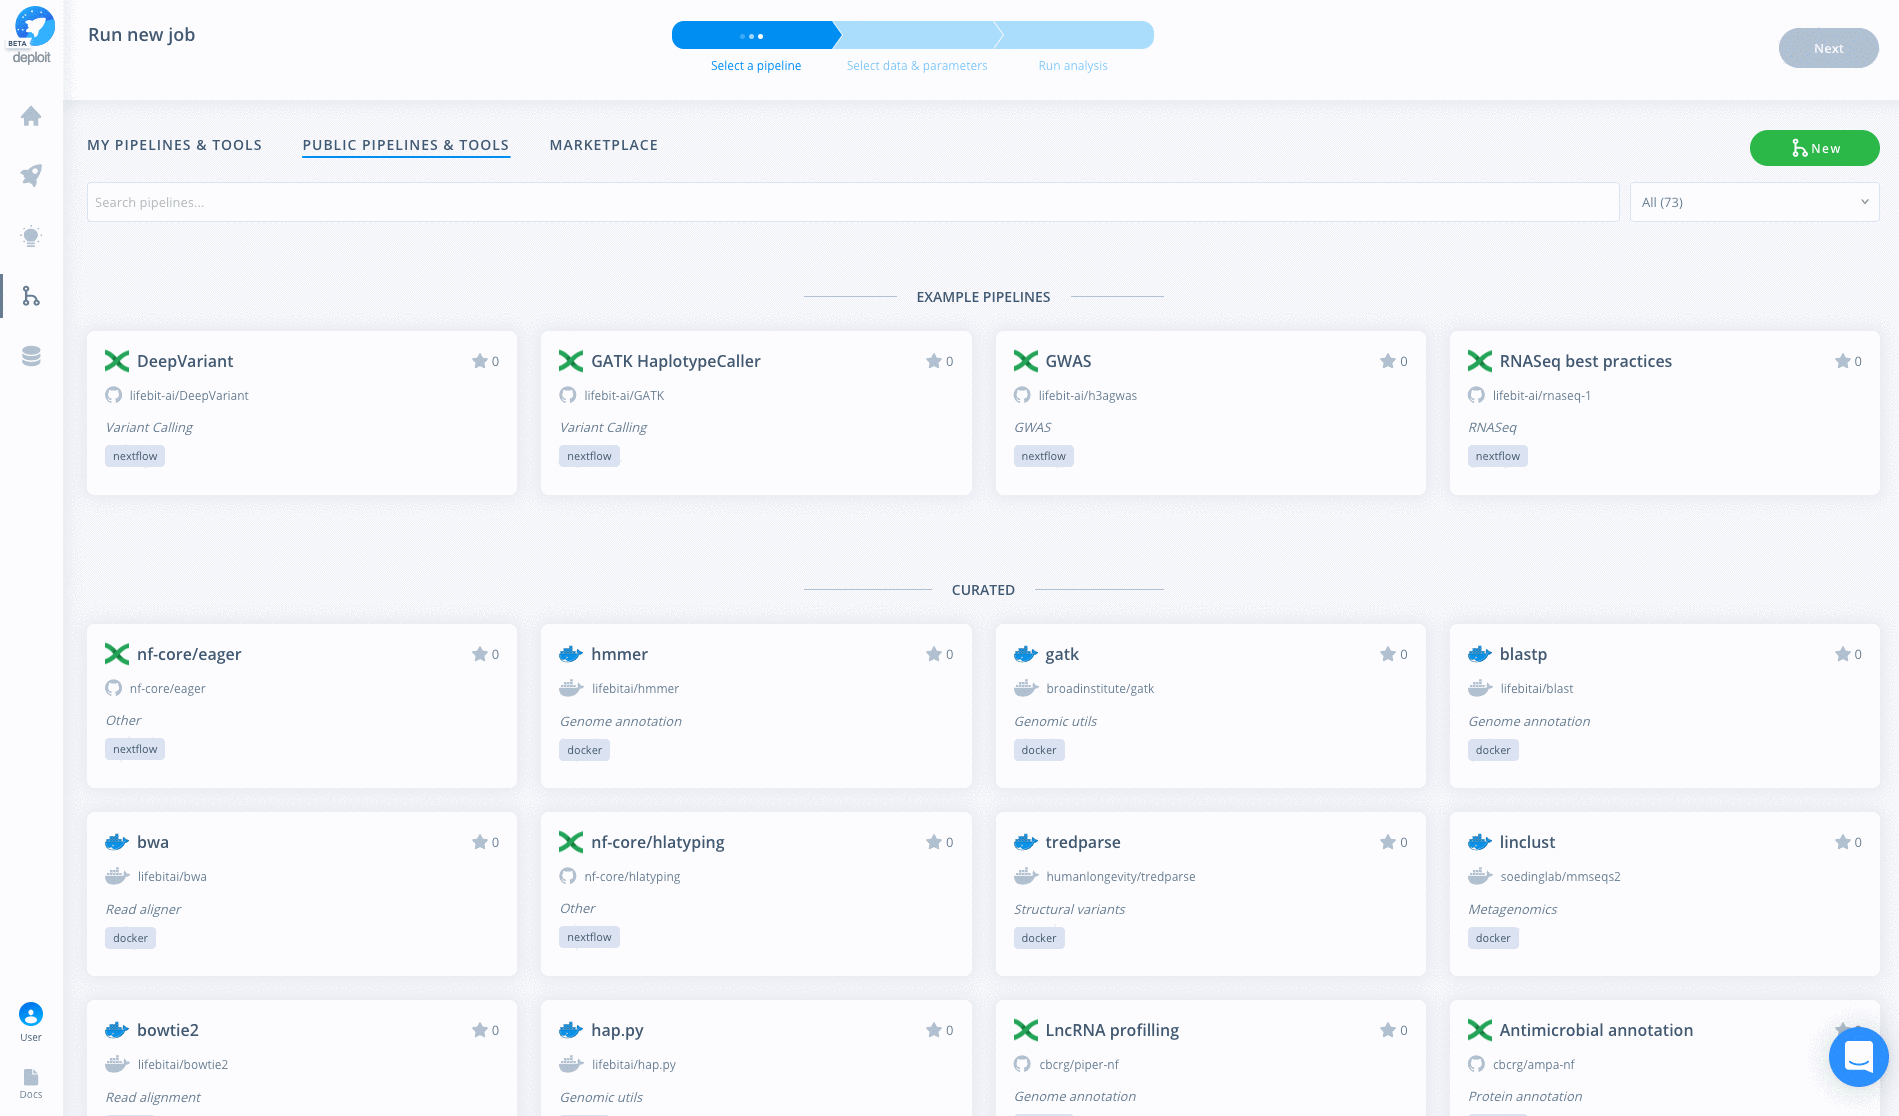 BETA
deploit
Run new job
Select a pipeline
Select data & parameters
Run analysis
Next
MY PIPELINES & TOOLS
PUBLIC PIPELINES & TOOLS
MARKETPLACE
New
Search pipelines...
All (73)
EXAMPLE PIPELINES
DeepVariant
0
lifebit-ai/DeepVariant
Variant Calling
nextflow
GATK HaplotypeCaller
0
lifebit-ai/GATK
Variant Calling
nextflow
GWAS
0
lifebit-ai/h3agwas
GWAS
nextflow
RNASeq best practices
0
lifebit-ai/rnaseq-1
RNASeq
nextflow
CURATED
nf-core/eager
0
nf-core/eager
Other
nextflow
hmmer
0
lifebitai/hmmer
Genome annotation
docker
gatk
0
broadinstitute/gatk
Genomic utils
docker
blastp
0
lifebitai/blast
Genome annotation
docker
bwa
0
lifebitai/bwa
Read aligner
docker
nf-core/hlatyping
0
nf-core/hlatyping
Other
nextflow
tredparse
0
humanlongevity/tredparse
Structural variants
docker
linclust
0
soedinglab/mmseqs2
Metagenomics
docker
bowtie2
0
lifebitai/bowtie2
Read alignment
hap.py
0
lifebitai/hap.py
Genomic utils
LncRNA profilling
0
cbcrg/piper-nf
Genome annotation
Antimicrobial annotation
cbcrg/ampa-nf
Protein annotation
User
Docs